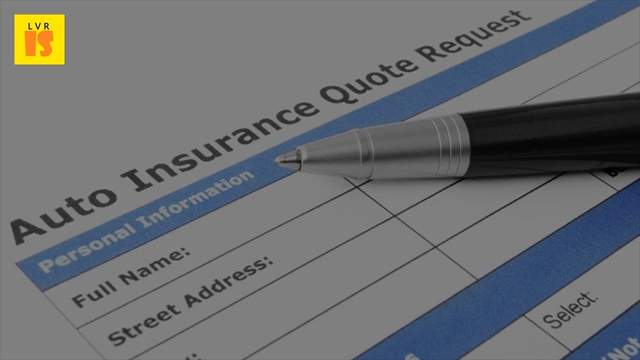 LVR
IS
Auto Insurance Quote Request
Personal Information
Full Name:
Street Address:
Select: